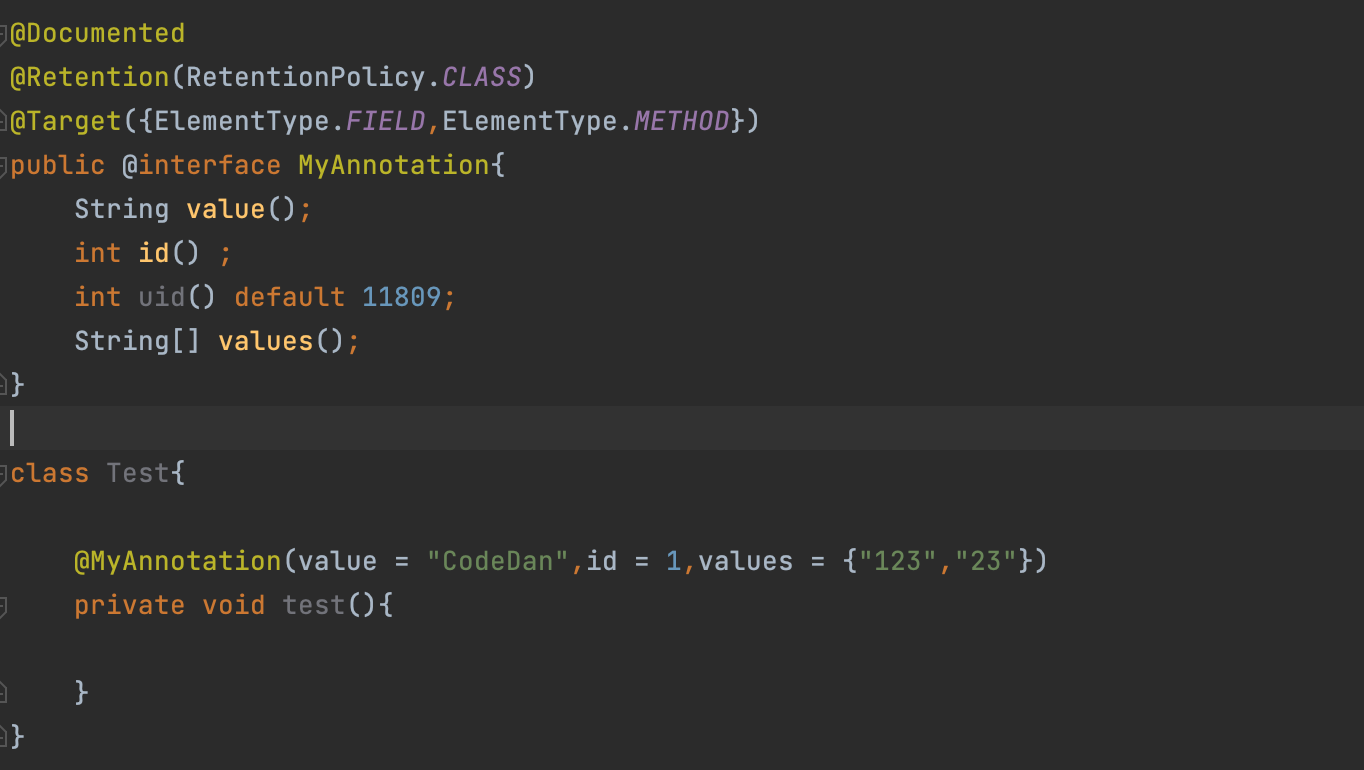 @Documented
@Retention(RetentionPolicy.CLASS)
@Target({ElementType.FIELD,ElementType.METHOD})
public @interface MyAnnotation{
    String value();
    int id() ;
    int uid() default 11809;
    String[] values();
}
class Test{
    @MyAnnotation(value = "CodeDan",id = 1,values = {"123","23"})
    private void test(){
    }
}